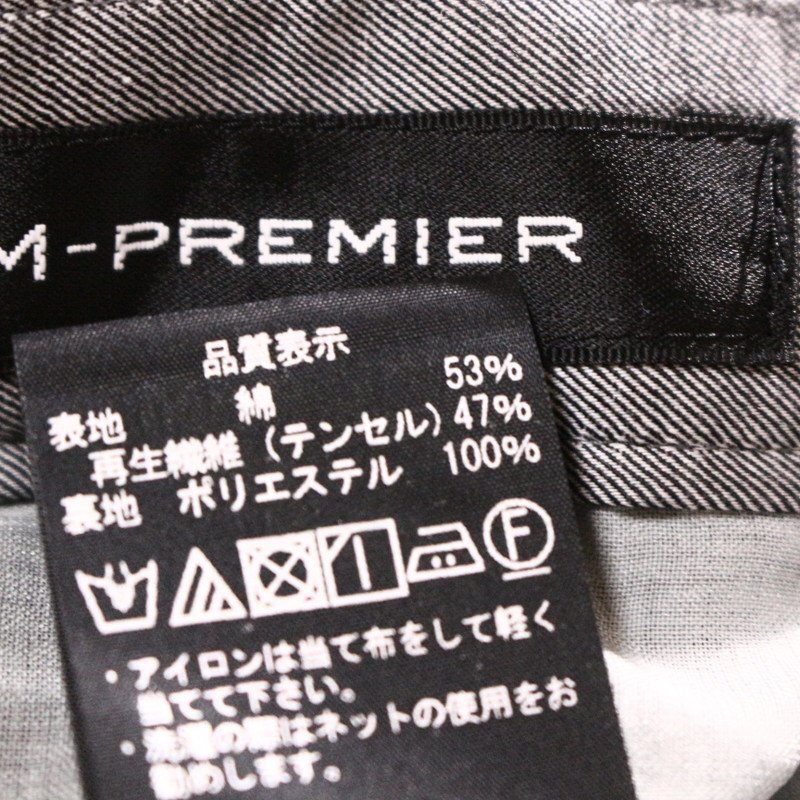 M-PREMIER
品質表示
表地 綿 53%
再生繊維（テンセル）47%
裏地 ポリエステル 100%
F
・アイロンは当て布をして軽く
当てて下さい。
・洗濯の際はネットの使用をお
勧めします。